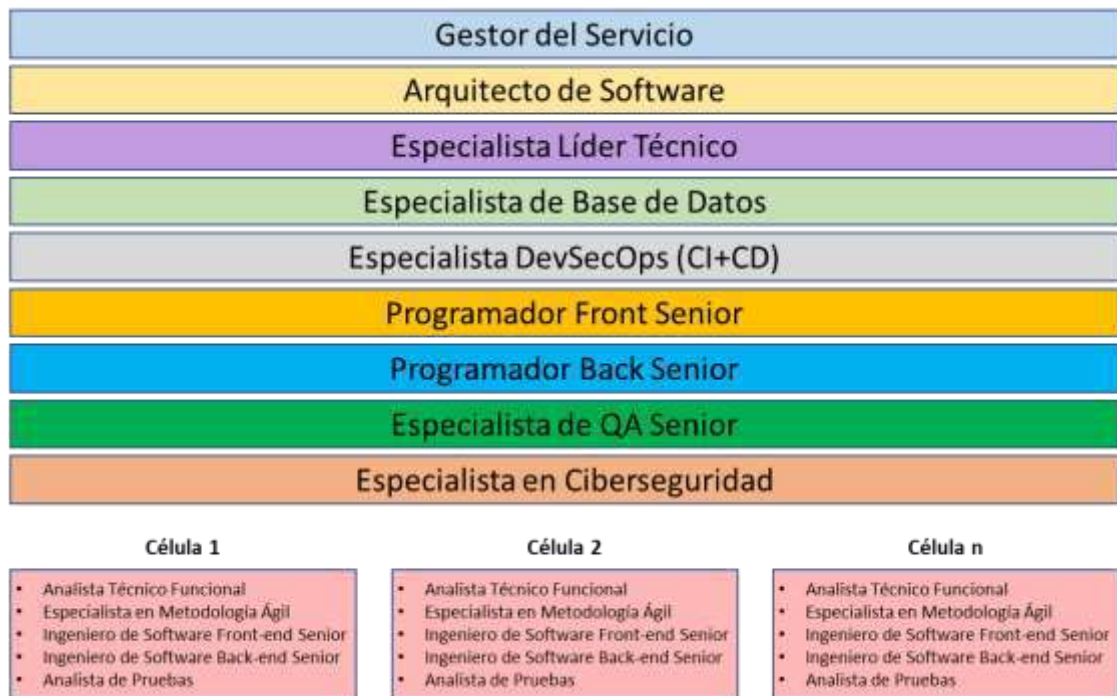 Gestor del Servicio
Arquitecto de Software
Especialista Líder Técnico
Especialista de Base de Datos
Especialista DevSecOps (CI+CD)
Programador Front Senior
Programador Back Senior
Especialista de QA Senior
Especialista en Ciberseguridad
Célula 1
• Analista Técnico Funcional
• Especialista en Metodología Ágil
• Ingeniero de Software Front-end Senior
• Ingeniero de Software Back-end Senior
• Analista de Pruebas
Célula 2
• Analista Técnico Funcional
• Especialista en Metodología Ágil
• Ingeniero de Software Front-end Senior
• Ingeniero de Software Back-end Senior
• Analista de Pruebas
Célula n
• Analista Técnico Funcional
• Especialista en Metodología Ágil
• Ingeniero de Software Front-end Senior
• Ingeniero de Software Back-end Senior
• Analista de Pruebas